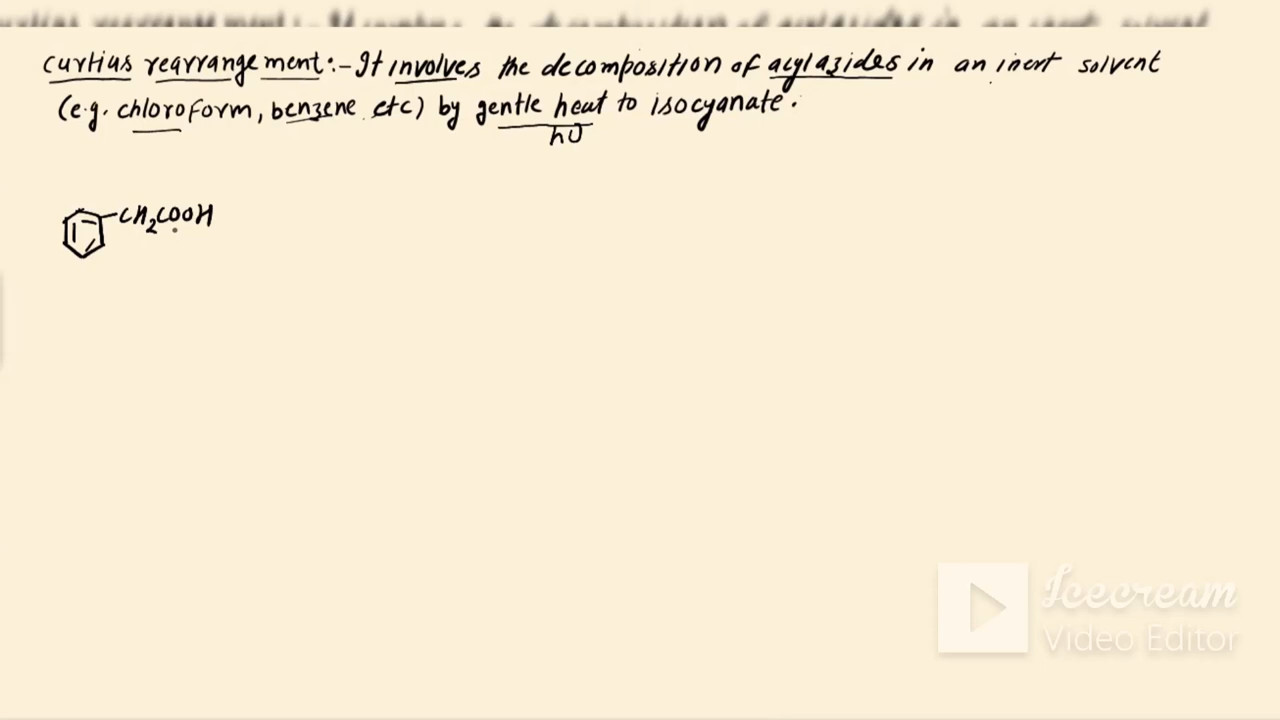 curtius rearrangement:- It involves the decomposition of acylazides in an inert solvent
(e.g. chloroform, benzene etc) by gentle heat to isocyanate.
hυ
CH₂COOH
Icecream
Video Editor